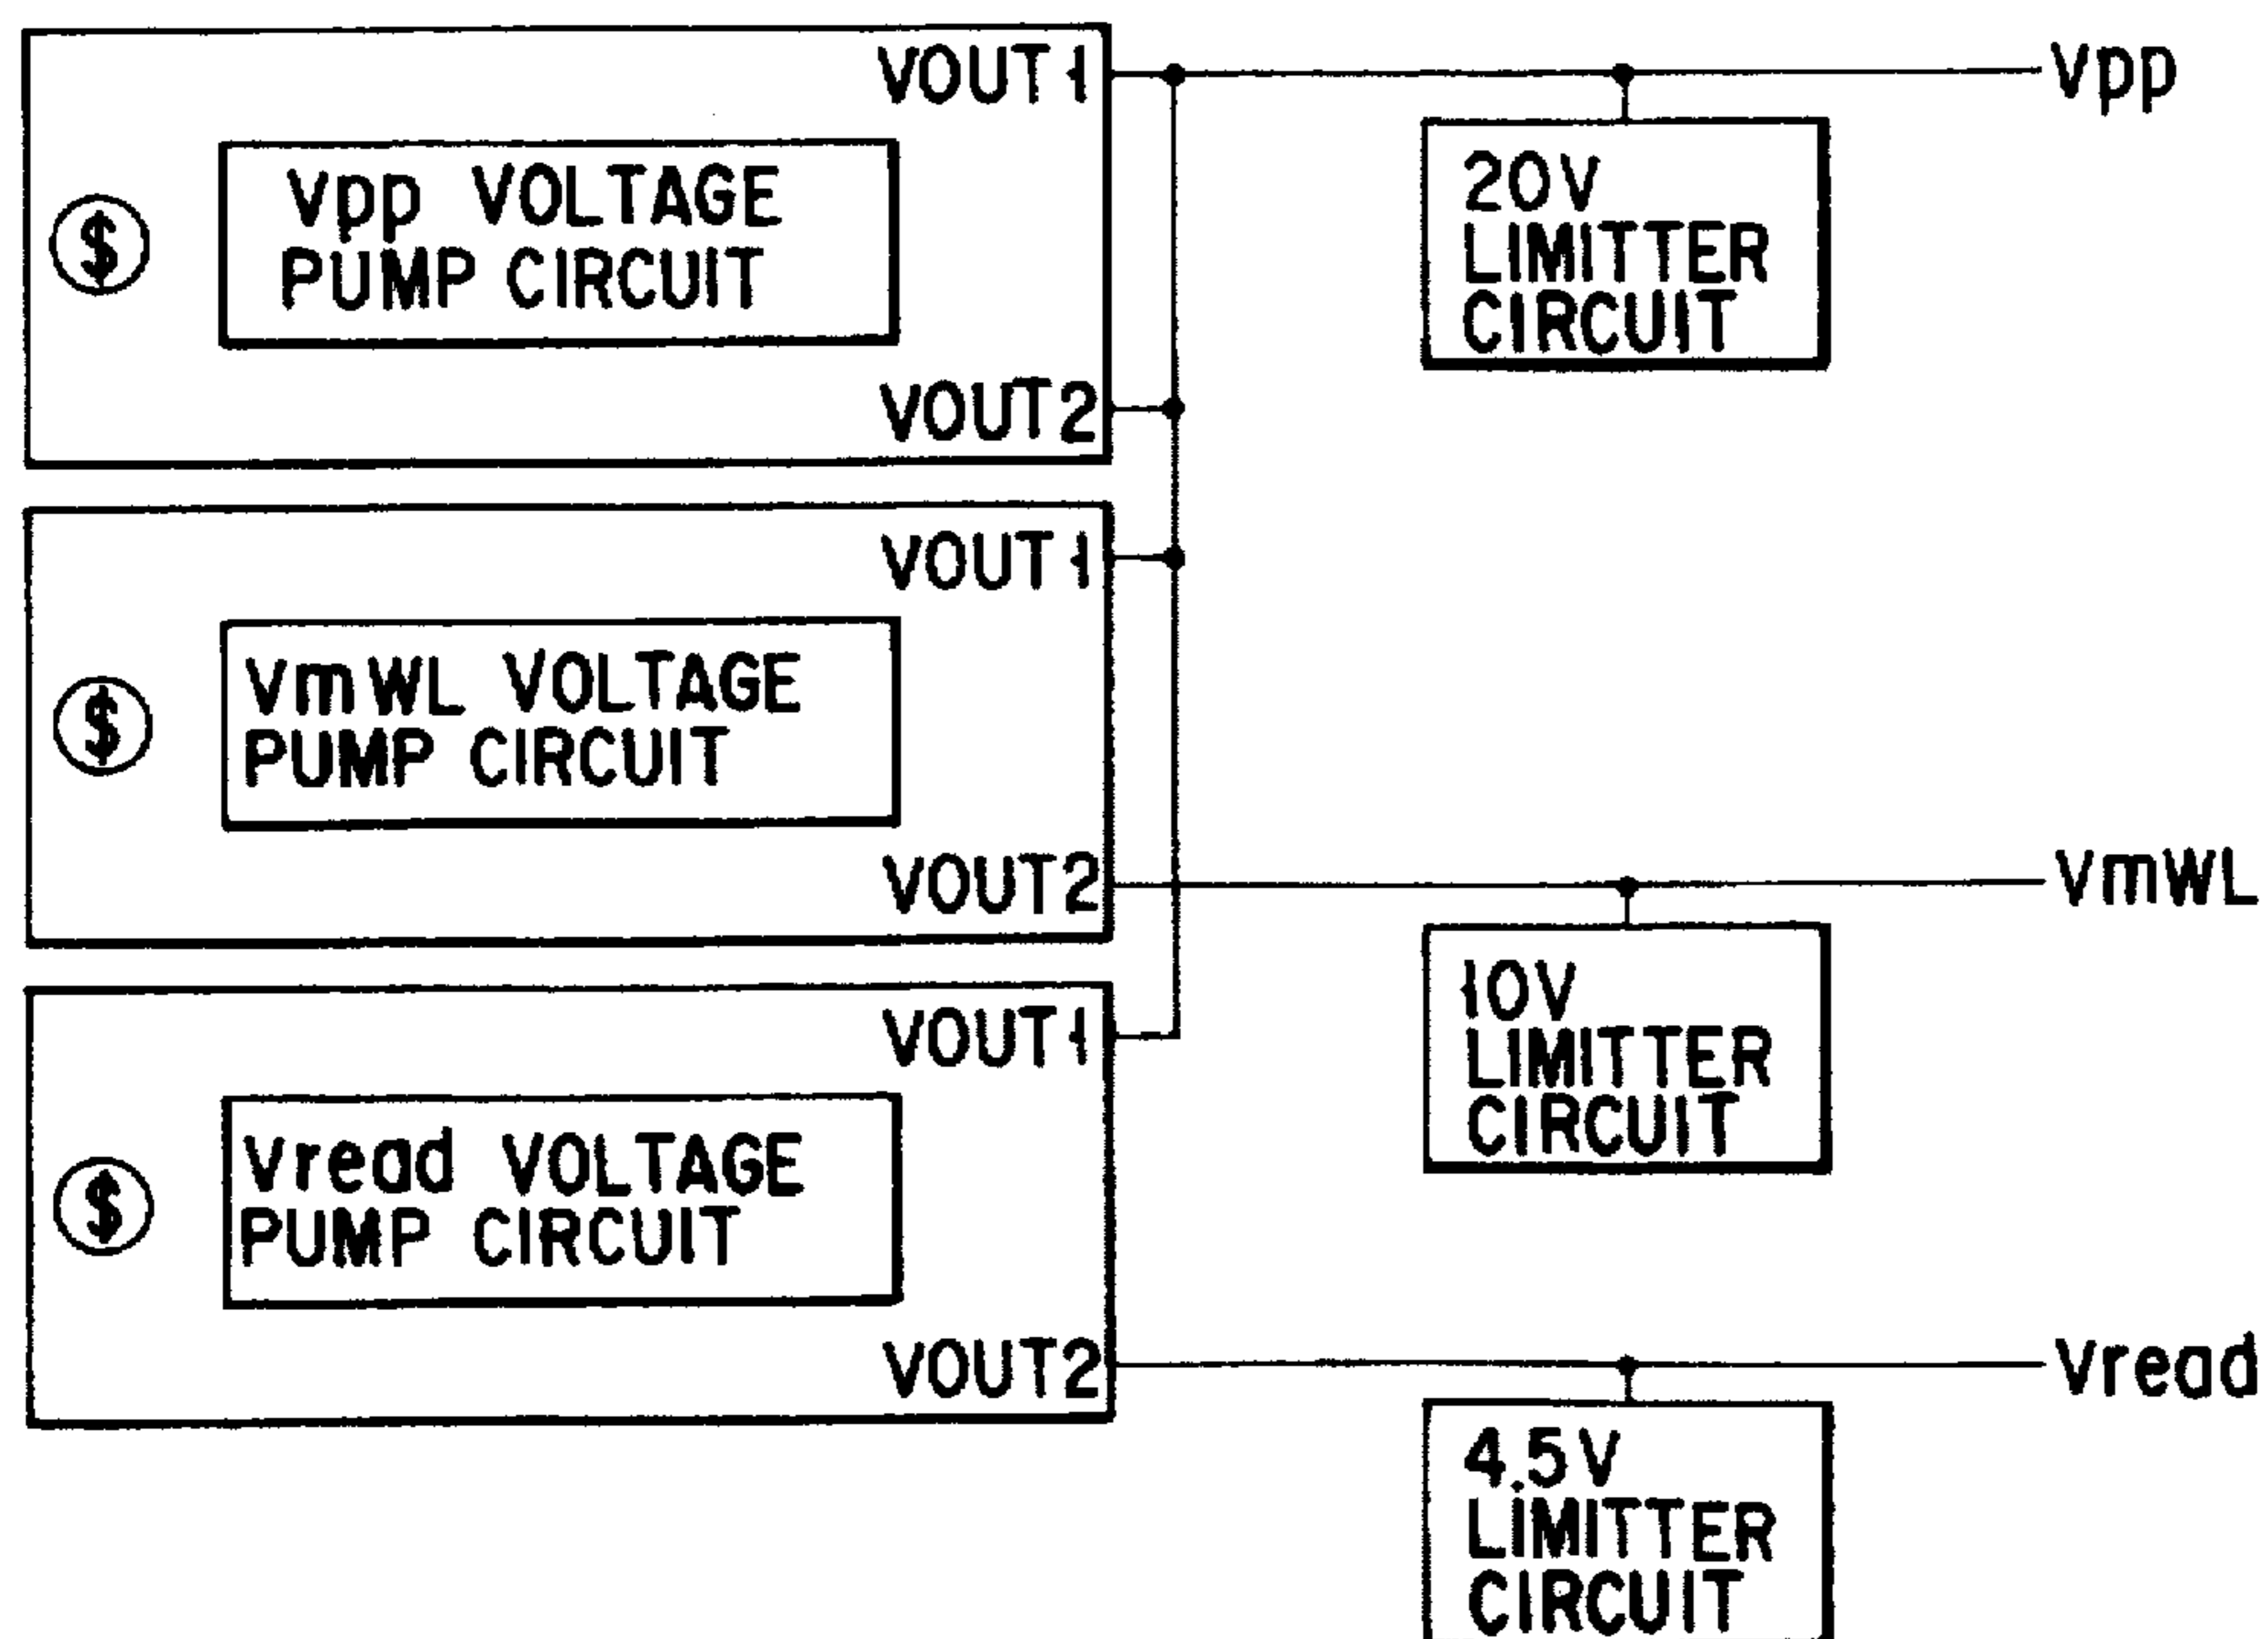 VOUT1
Vpp
Vpp VOLTAGE
PUMP CIRCUIT
$
20V
LIMITTER
CIRCUIT
VOUT2
VOUT1
VmWL VOLTAGE
PUMP CIRCUIT
$
VOUT2
VmWL
10V
LIMITTER
CIRCUIT
VOUT1
Vread VOLTAGE
PUMP CIRCUIT
$
VOUT2
Vread
4.5V
LIMITTER
CIRCUIT